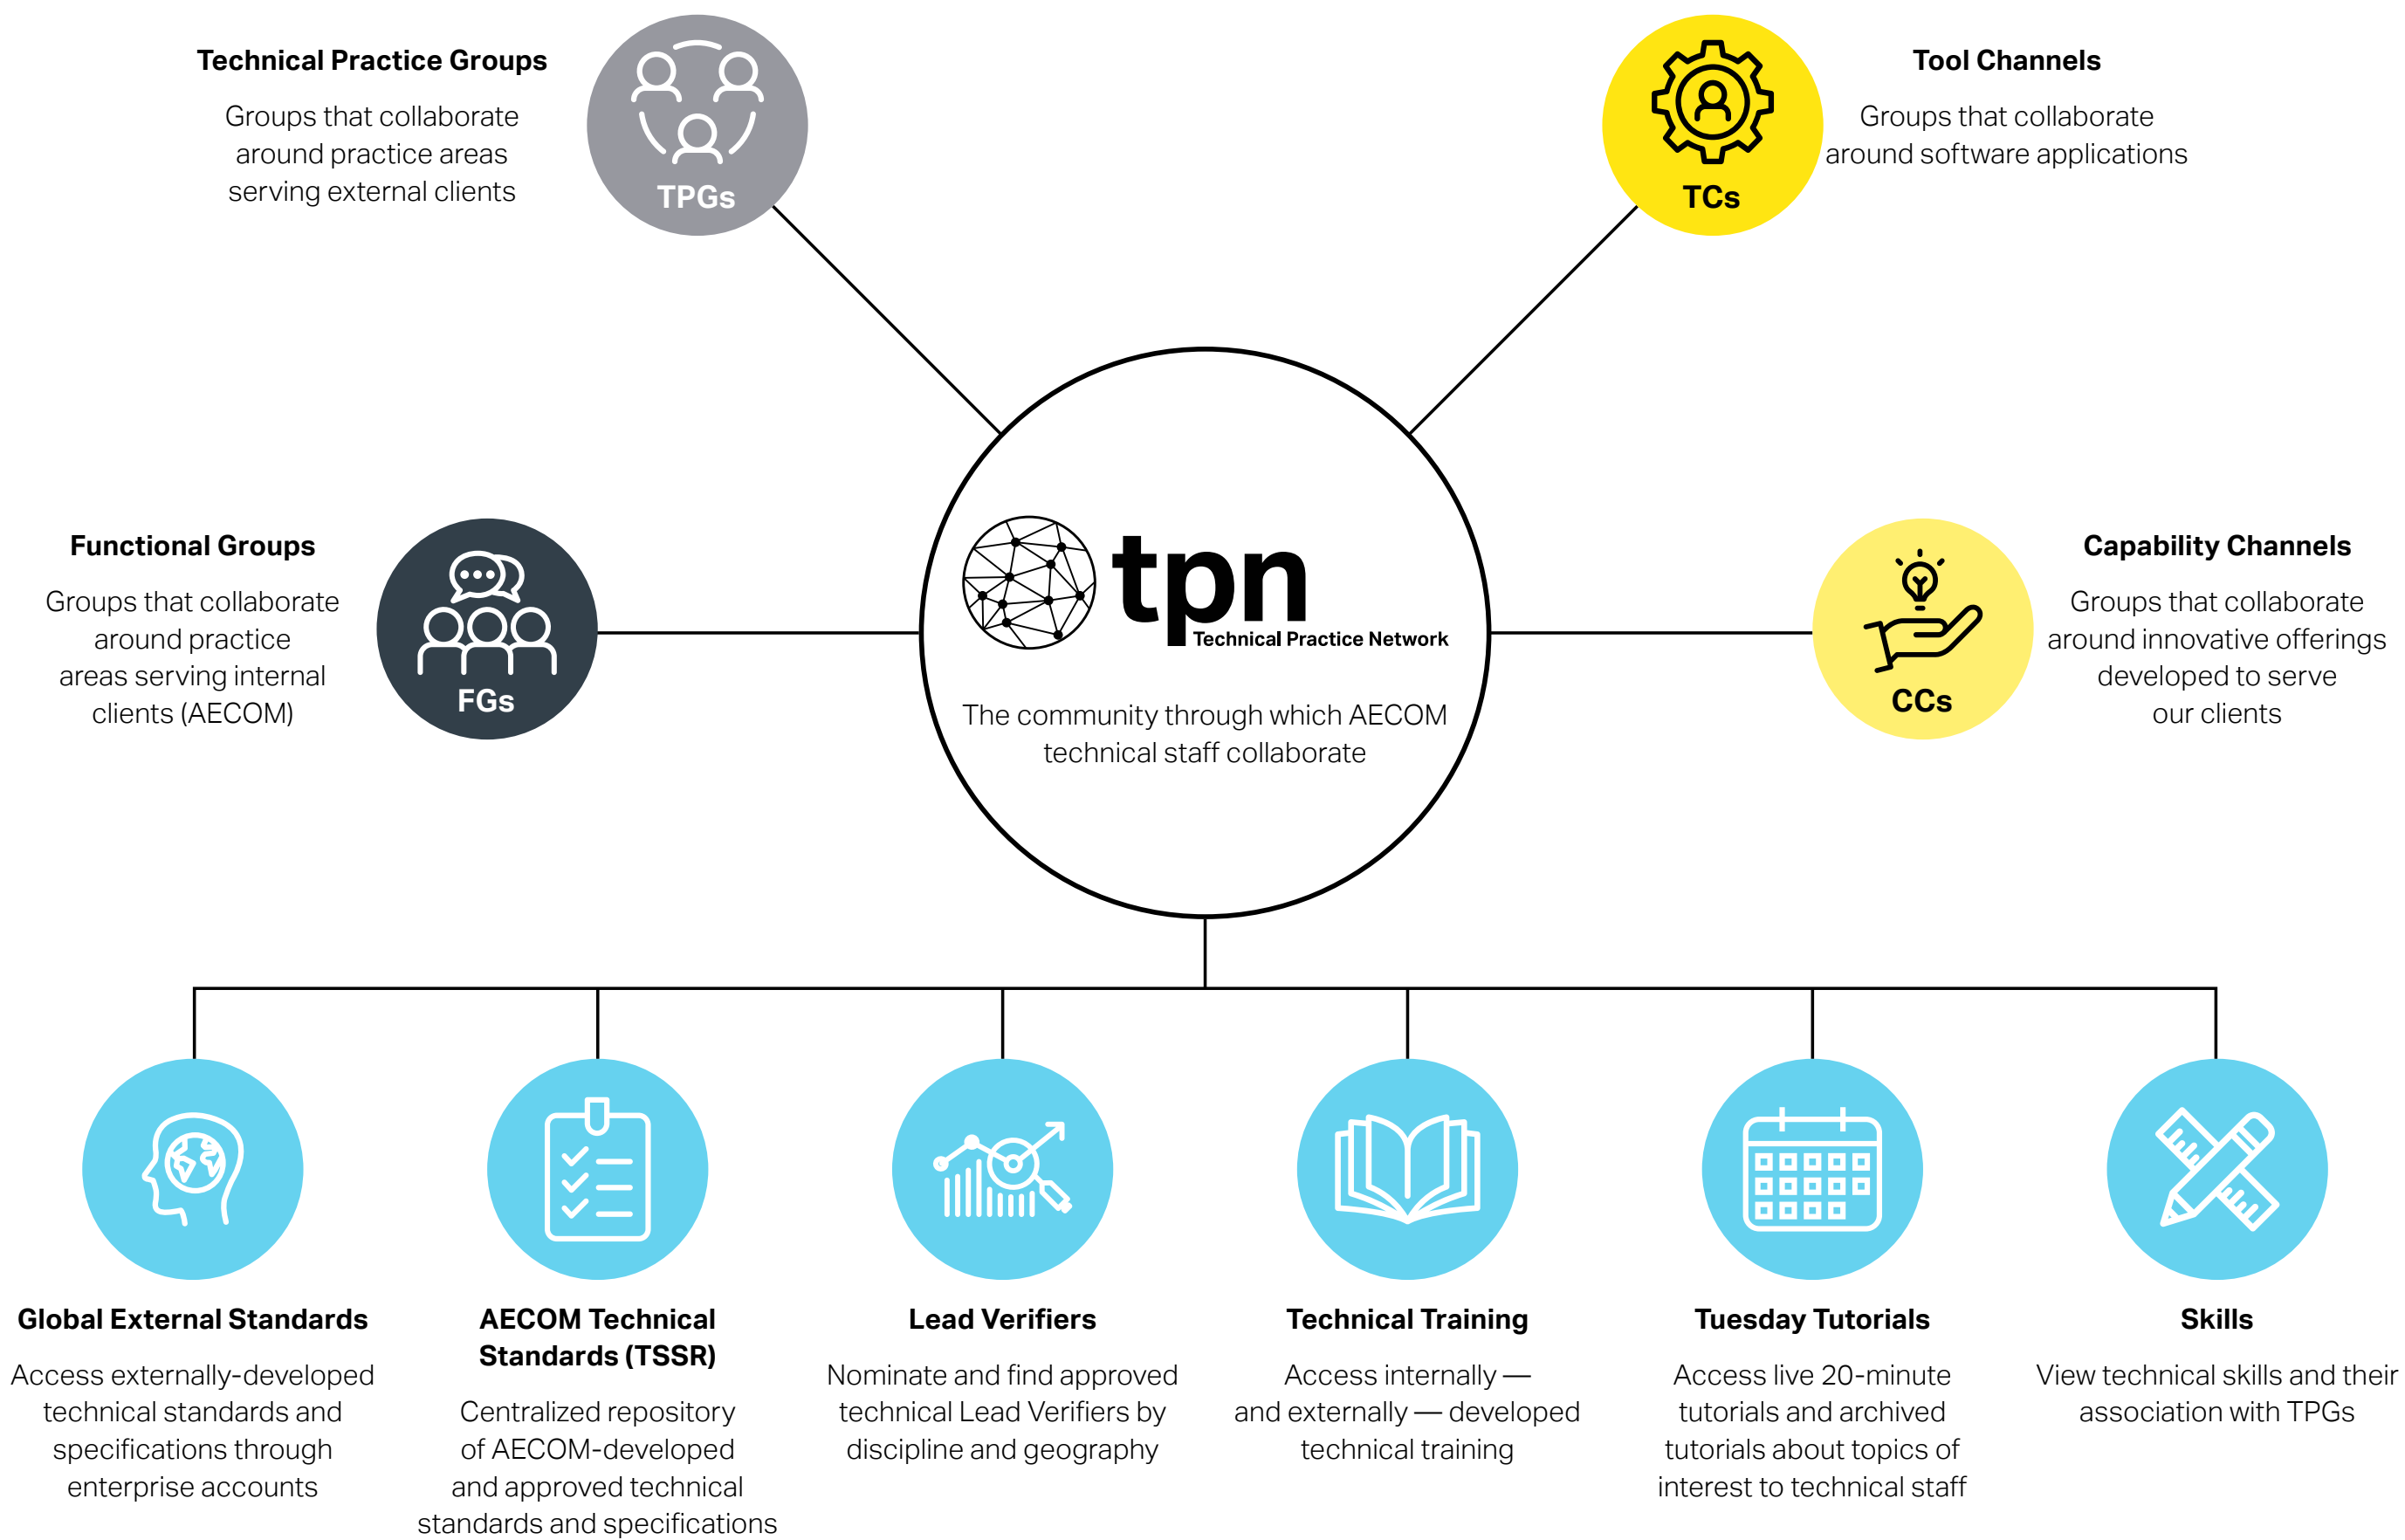 Technical Practice Groups
Groups that collaborate
around practice areas
serving external clients
TPGs
Tool Channels
Groups that collaborate
around software applications
TCs
Functional Groups
Groups that collaborate
around practice
areas serving internal
clients (AECOM)
FGs
tpn
Technical Practice Network
The community through which AECOM
technical staff collaborate
Capability Channels
Groups that collaborate
around innovative offerings
developed to serve
our clients
CCs
Global External Standards
Access externally-developed
technical standards and
specifications through
enterprise accounts
AECOM Technical
Standards (TSSR)
Centralized repository
of AECOM-developed
and approved technical
standards and specifications
Lead Verifiers
Nominate and find approved
technical Lead Verifiers by
discipline and geography
Technical Training
Access internally —
and externally — developed
technical training
Tuesday Tutorials
Access live 20-minute
tutorials and archived
tutorials about topics of
interest to technical staff
Skills
View technical skills and their
association with TPGs